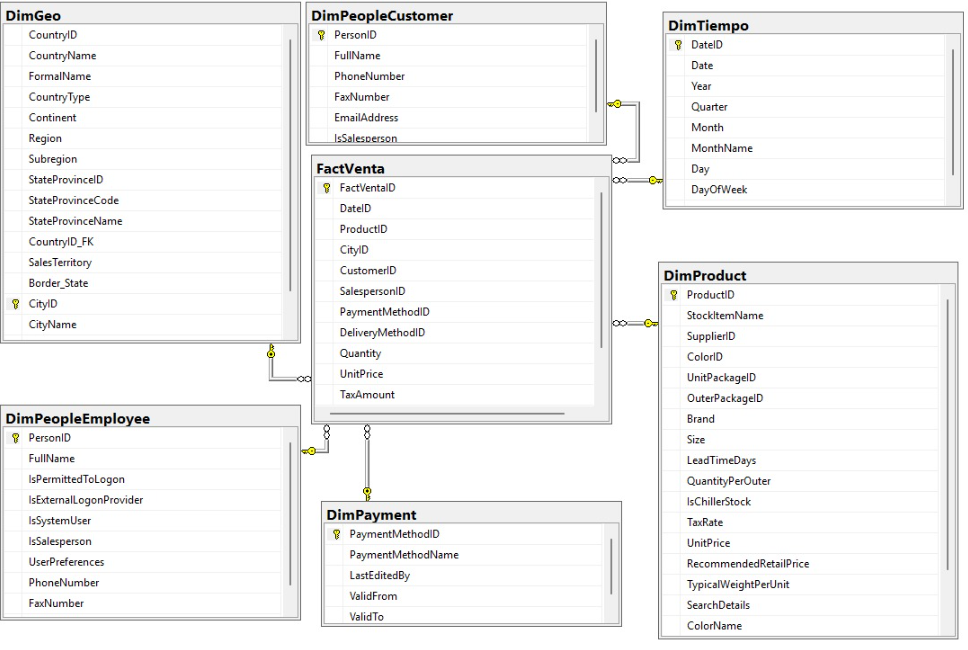 DimGeo
CountryID
CountryName
FormalName
CountryType
Continent
Region
Subregion
StateProvinceID
StateProvinceCode
StateProvinceName
CountryID_FK
SalesTerritory
Border_State
CityID
CityName
DimPeopleCustomer
PersonID
FullName
PhoneNumber
FaxNumber
EmailAddress
IsSalesperson
DimTiempo
DateID
Date
Year
Quarter
Month
MonthName
Day
DayOfWeek
FactVenta
FactVentaID
DateID
ProductID
CityID
CustomerID
SalespersonID
PaymentMethodID
DeliveryMethodID
Quantity
UnitPrice
TaxAmount
DimProduct
ProductID
StockItemName
SupplierID
ColorID
UnitPackageID
OuterPackageID
Brand
Size
LeadTimeDays
QuantityPerOuter
IsChillerStock
TaxRate
UnitPrice
RecommendedRetailPrice
TypicalWeightPerUnit
SearchDetails
ColorName
DimPeopleEmployee
PersonID
FullName
IsPermittedToLogon
IsExternalLogonProvider
IsSystemUser
IsSalesperson
UserPreferences
PhoneNumber
FaxNumber
DimPayment
PaymentMethodID
PaymentMethodName
LastEditedBy
ValidFrom
ValidTo